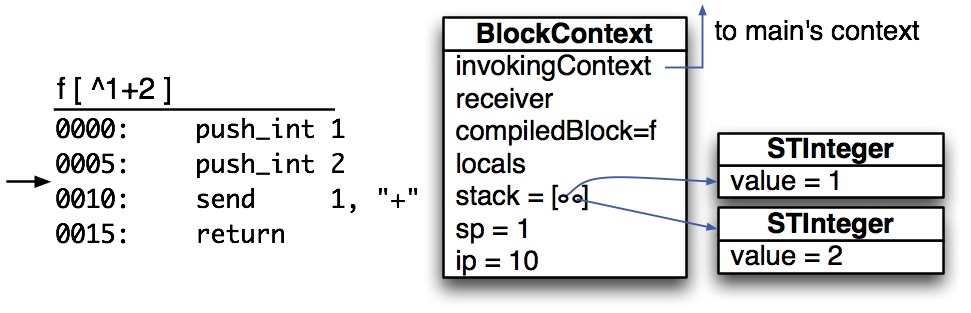 f [ ^1+2 ]
0000: push_int 1
0005: push_int 2
0010: send 1, "+"
0015: return
BlockContext
invokingContext
receiver
compiledBlock=f
locals
stack = [ ]
sp = 1
ip = 10
to main's context
STInteger
value = 1
STInteger
value = 2